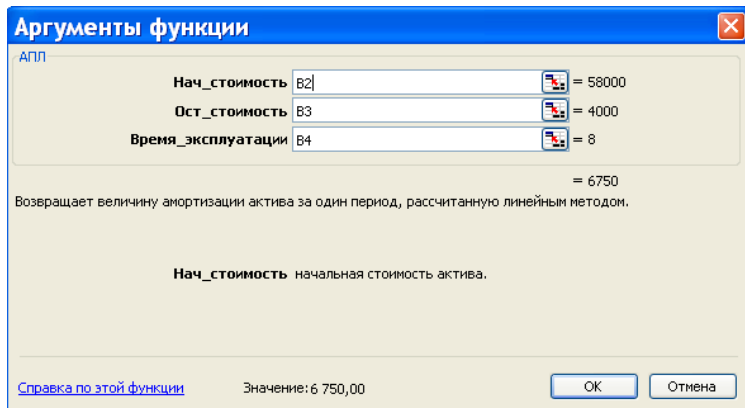 Аргументы функции
АПЛ
Нач_стоимость B2 = 58000
Ост_стоимость B3 = 4000
Время_эксплуатации B4 = 8
= 6750
Возвращает величину амортизации актива за один период, рассчитанную линейным методом.
Нач_стоимость начальная стоимость актива.
Справка по этой функции Значение:6 750,00 ОК Отмена